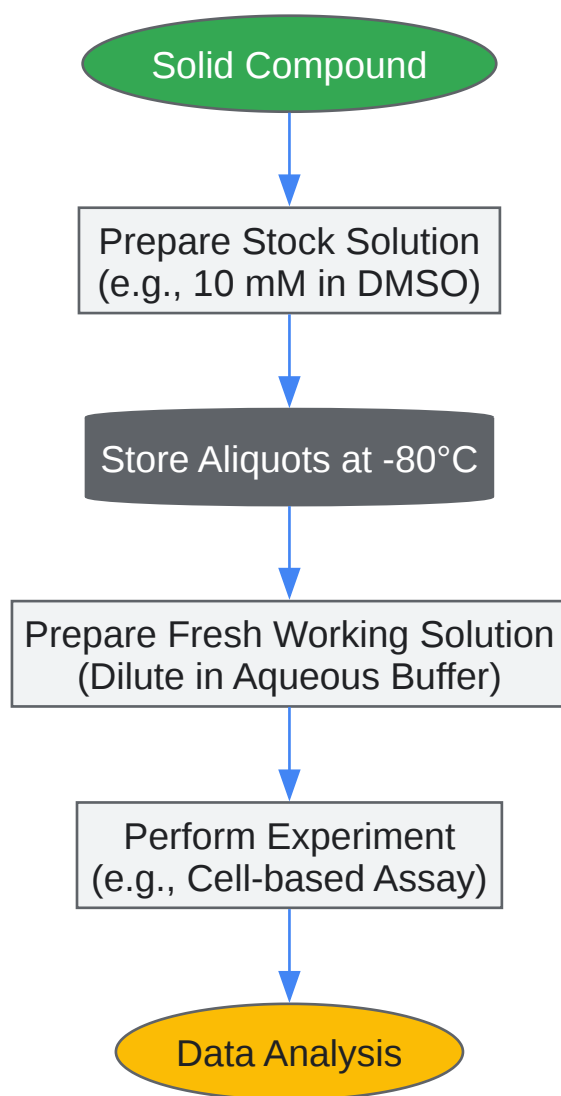 Solid Compound
Prepare Stock Solution
(e.g., 10 mM in DMSO)
Store Aliquots at -80°C
Prepare Fresh Working Solution
(Dilute in Aqueous Buffer)
Perform Experiment
(e.g., Cell-based Assay)
Data Analysis